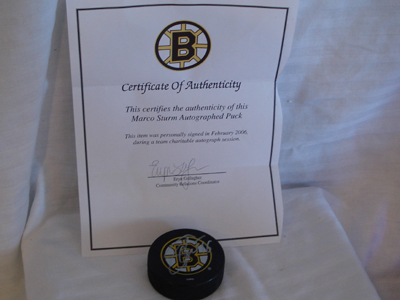 B
Certificate Of Authenticity
This certifies the authenticity of this
Marco Sturm Autographed Puck
This item was personally signed in February 2006,
during a team charitable autograph session.
Community Relations Coordinator
B